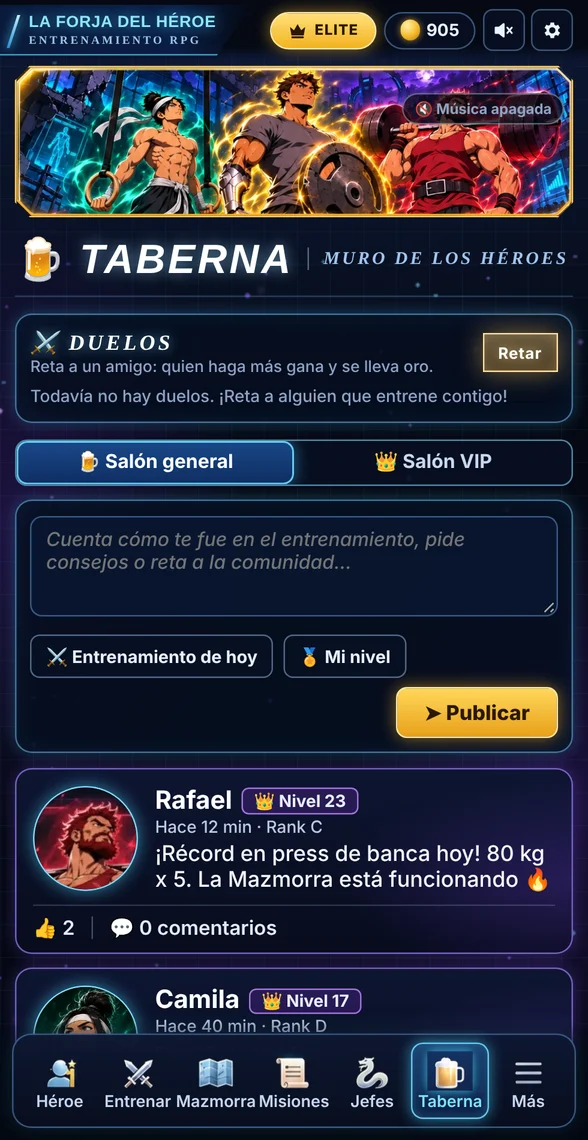 LA FORJA DEL HÉROE
ENTRENAMIENTO RPG
ELITE
905
Música apagada
TABERNA
MURO DE LOS HÉROES
DUELOS
Reta a un amigo: quien haga más gana y se lleva oro.
Retar
Todavía no hay duelos. ¡Reta a alguien que entrene contigo!
Salón general
Salón VIP
Cuenta cómo te fue en el entrenamiento, pide
consejos o reta a la comunidad...
Entrenamiento de hoy
Mi nivel
➤ Publicar
Rafael
Nivel 23
Hace 12 min · Rank C
¡Récord en press de banca hoy! 80 kg
x 5. La Mazmorra está funcionando 🔥
👍 2
💬 0 comentarios
Camila
Nivel 17
Hace 40 min · Rank D
Héroe
Entrenar
Mazmorra
Misiones
Jefes
Taberna
Más